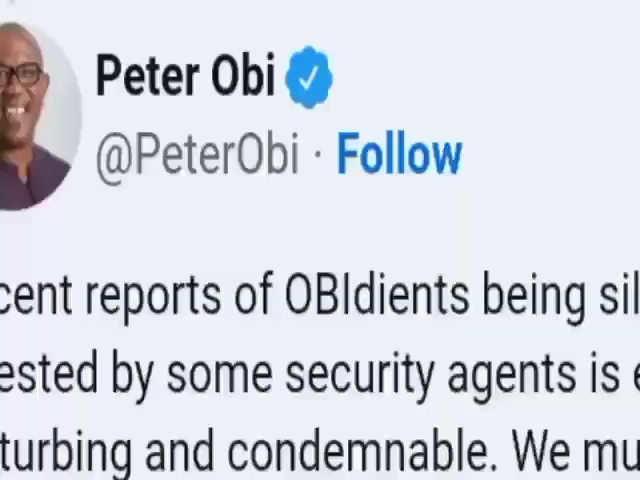 Peter Obi
@PeterObi · Follow
cent reports of OBIdients being sil
ested by some security agents is e
turbing and condemnable. We mu